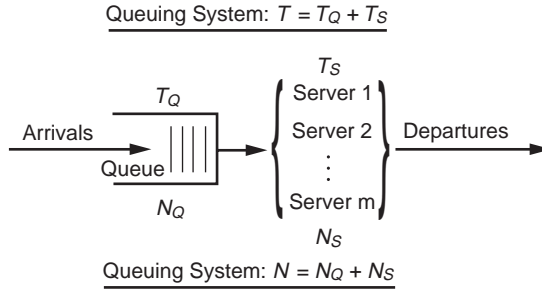 Queuing System: T = T_Q + T_S
T_S
T_Q
Server 1
Arrivals
Server 2
Departures
Queue
⋮
Server m
N_Q
N_S
Queuing System: N = N_Q + N_S